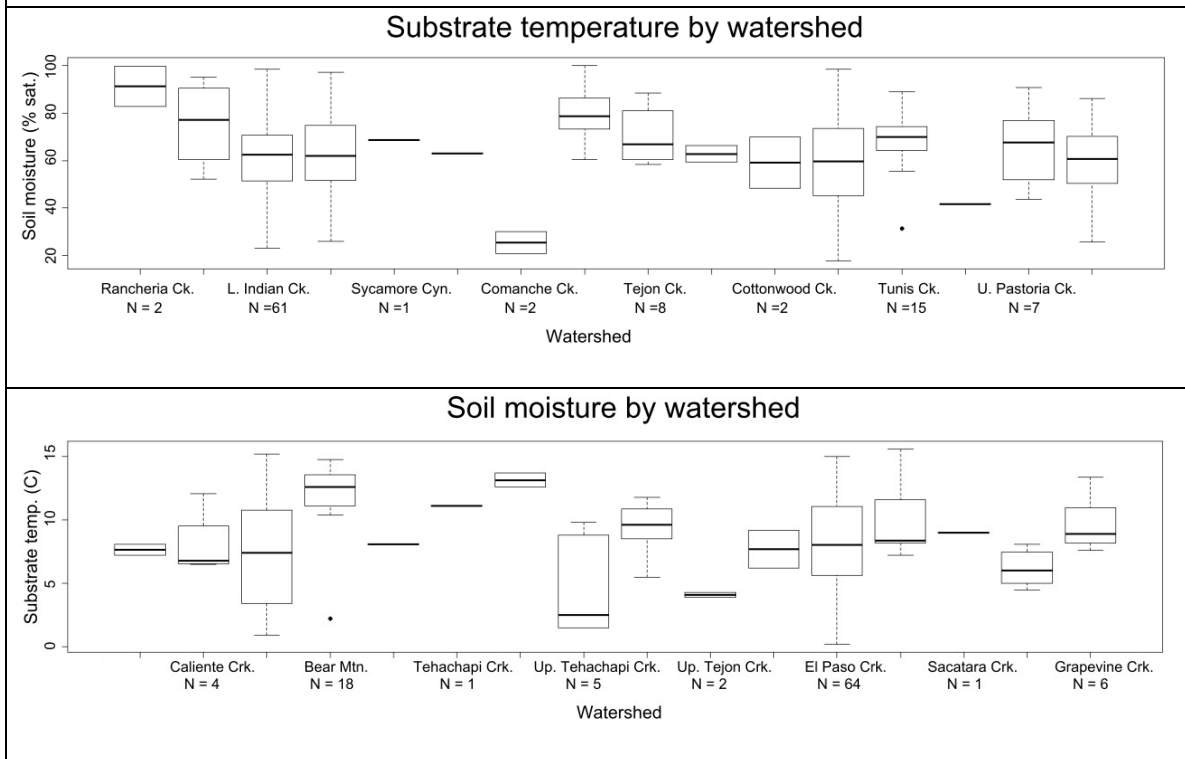 Substrate temperature by watershed
Soil moisture (% sat.)
100
80
60
40
20
Rancheria Ck. L. Indian Ck. Sycamore Cyn. Comanche Ck. Tejon Ck. Cottonwood Ck. Tunis Ck. U. Pastoria Ck.
N = 2 N =61 N =1 N =2 N =8 N =2 N =15 N =7
Watershed
Soil moisture by watershed
Substrate temp. (C)
15
10
5
0
Caliente Crk. Bear Mtn. Tehachapi Crk. Up. Tehachapi Crk. Up. Tejon Crk. El Paso Crk. Sacatara Crk. Grapevine Crk.
N = 4 N = 18 N = 1 N = 5 N = 2 N = 64 N = 1 N = 6
Watershed